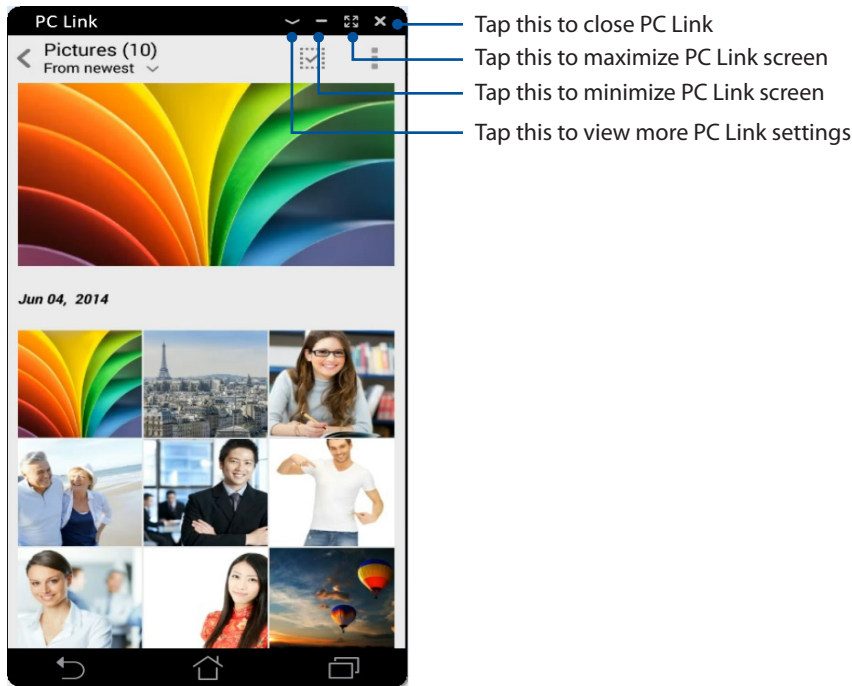 PC Link
Pictures (10)
From newest
Jun 04, 2014
Tap this to close PC Link
Tap this to maximize PC Link screen
Tap this to minimize PC Link screen
Tap this to view more PC Link settings